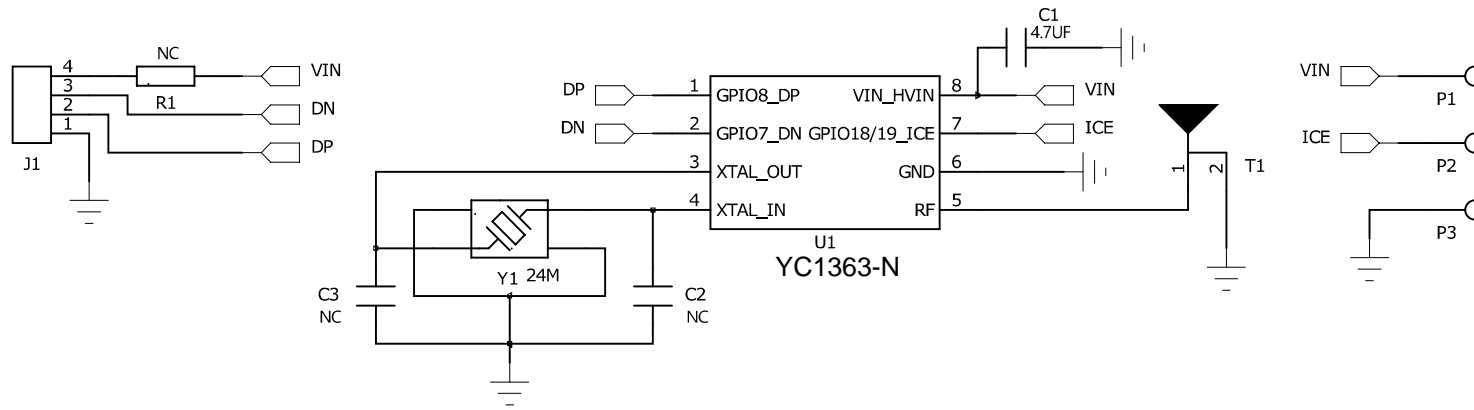 J1
4
3
2
1
NC
R1
VIN
DN
DP
DP
DN
1
2
3
4
GPIO8_DP
GPIO7_DN
XTAL_OUT
XTAL_IN
VIN_HVIN
GPIO18/19_ICE
GND
RF
8
7
6
5
U1
YC1363-N
C1
4.7UF
VIN
ICE
Y1 24M
C3
NC
C2
NC
1
2
T1
VIN
P1
ICE
P2
P3